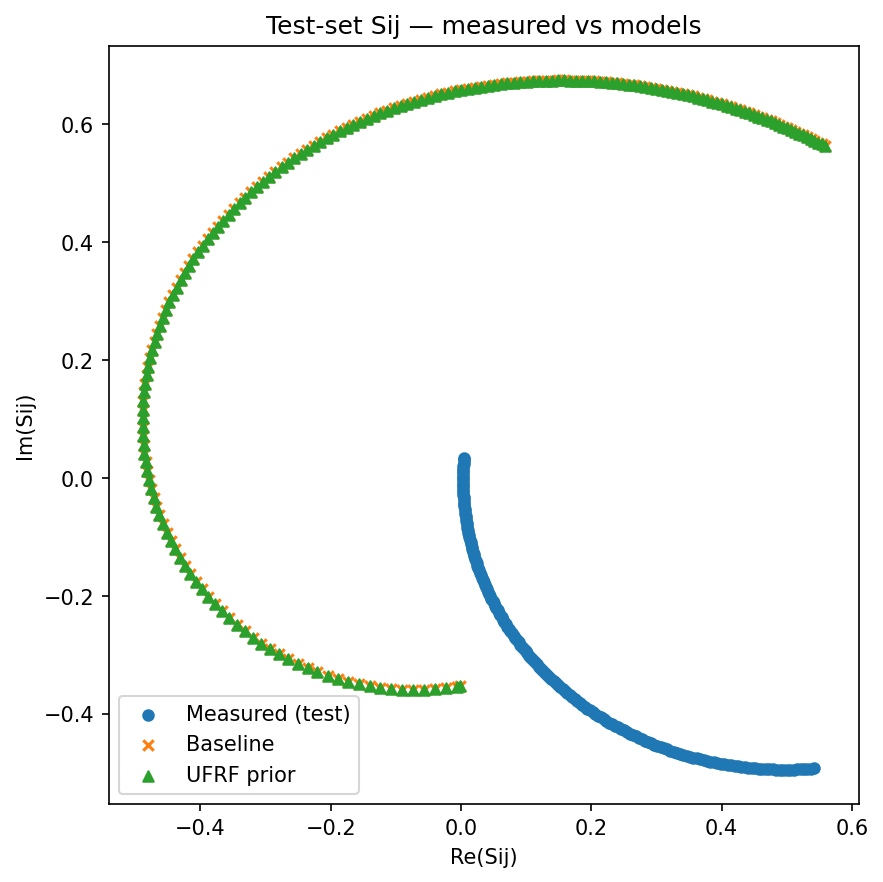 Test-set Sij — measured vs models
Im(Sij)
0.6
0.4
0.2
0.0
−0.2
−0.4
Measured (test)
Baseline
UFRF prior
−0.4 −0.2 0.0 0.2 0.4 0.6
Re(Sij)